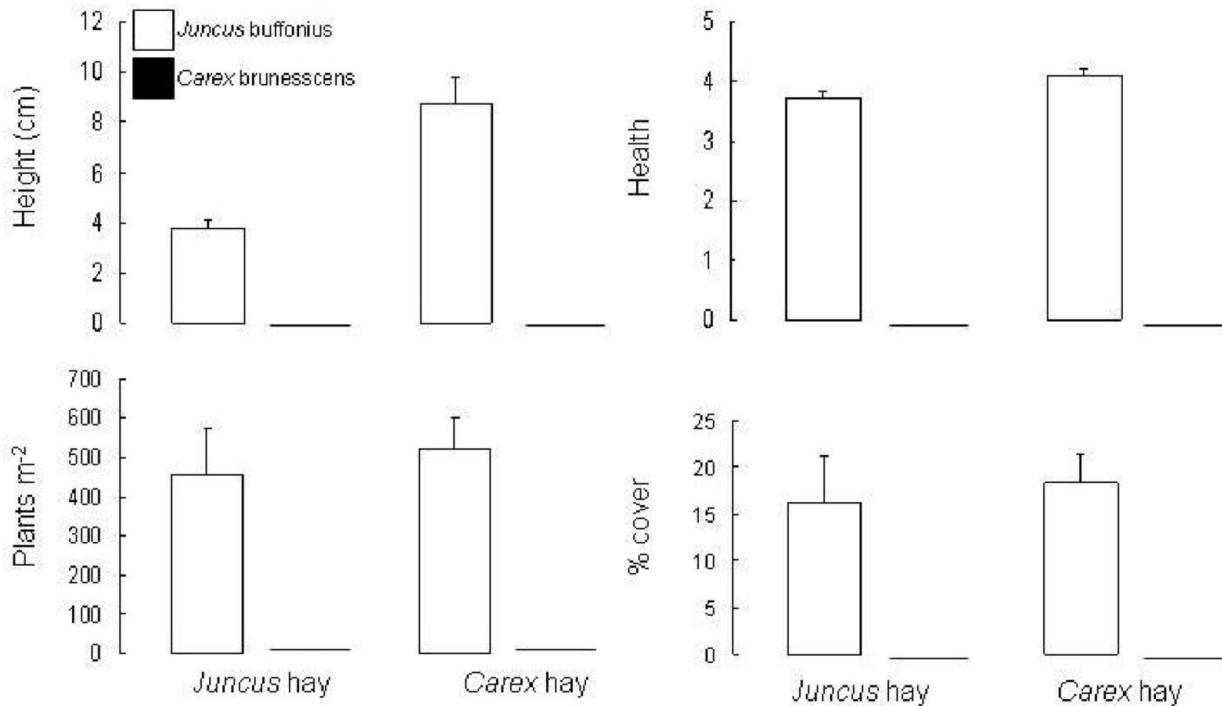 Height (cm)
12
10
8
6
4
2
0
Juncus buffonius
Carex brunesscens
Health
5
4
3
2
1
0
Plants m-2
700
600
500
400
300
200
100
0
Juncus hay
Carex hay
% cover
25
20
15
10
5
0
Juncus hay
Carex hay